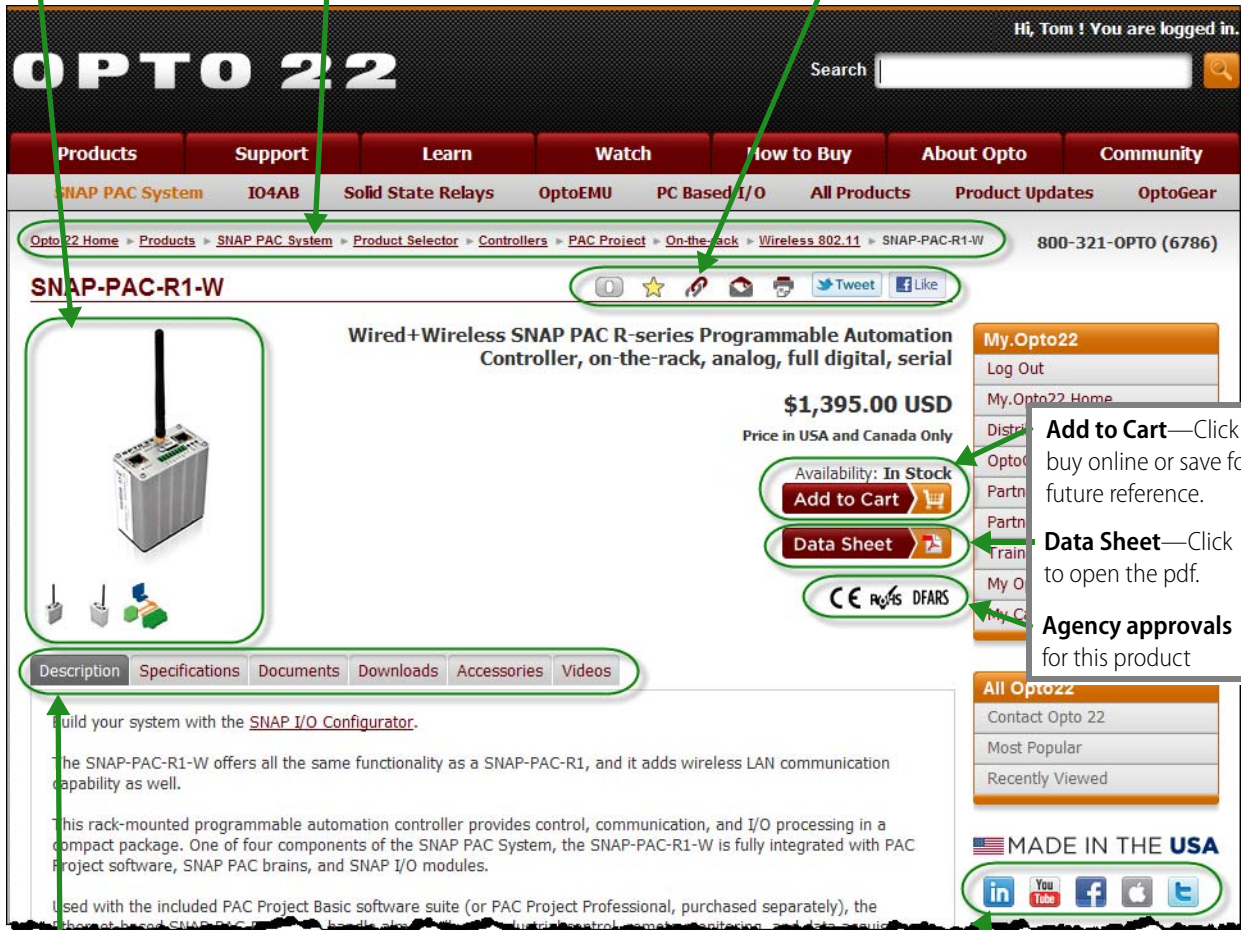 Hi, Tom ! You are logged in.
OPTO 22
Search
Products Support Learn Watch How to Buy About Opto Community
SNAP PAC System IO4AB Solid State Relays OptoEMU PC Based I/O All Products Product Updates OptoGear
Opto 22 Home ▸ Products ▸ SNAP PAC System ▸ Product Selector ▸ Controllers ▸ PAC Project ▸ On-the-rack ▸ Wireless 802.11 ▸ SNAP-PAC-R1-W
800-321-OPTO (6786)
SNAP-PAC-R1-W
0 Tweet Like
Wired+Wireless SNAP PAC R-series Programmable Automation
Controller, on-the-rack, analog, full digital, serial
$1,395.00 USD
Price in USA and Canada Only
Availability: In Stock
Add to Cart
Data Sheet
CE RoHS DFARS
My.Opto22
Log Out
My.Opto22 Home
Distri
Opto
Partn
Partn
Train
My O
My Ca
Add to Cart—Click
buy online or save fo
future reference.
Data Sheet—Click
to open the pdf.
Agency approvals
for this product
All Opto22
Contact Opto 22
Most Popular
Recently Viewed
MADE IN THE USA
in You Tube f t
Description Specifications Documents Downloads Accessories Videos
Build your system with the SNAP I/O Configurator.
The SNAP-PAC-R1-W offers all the same functionality as a SNAP-PAC-R1, and it adds wireless LAN communication
capability as well.
This rack-mounted programmable automation controller provides control, communication, and I/O processing in a
compact package. One of four components of the SNAP PAC System, the SNAP-PAC-R1-W is fully integrated with PAC
Project software, SNAP PAC brains, and SNAP I/O modules.
Used with the included PAC Project Basic software suite (or PAC Project Professional, purchased separately), the